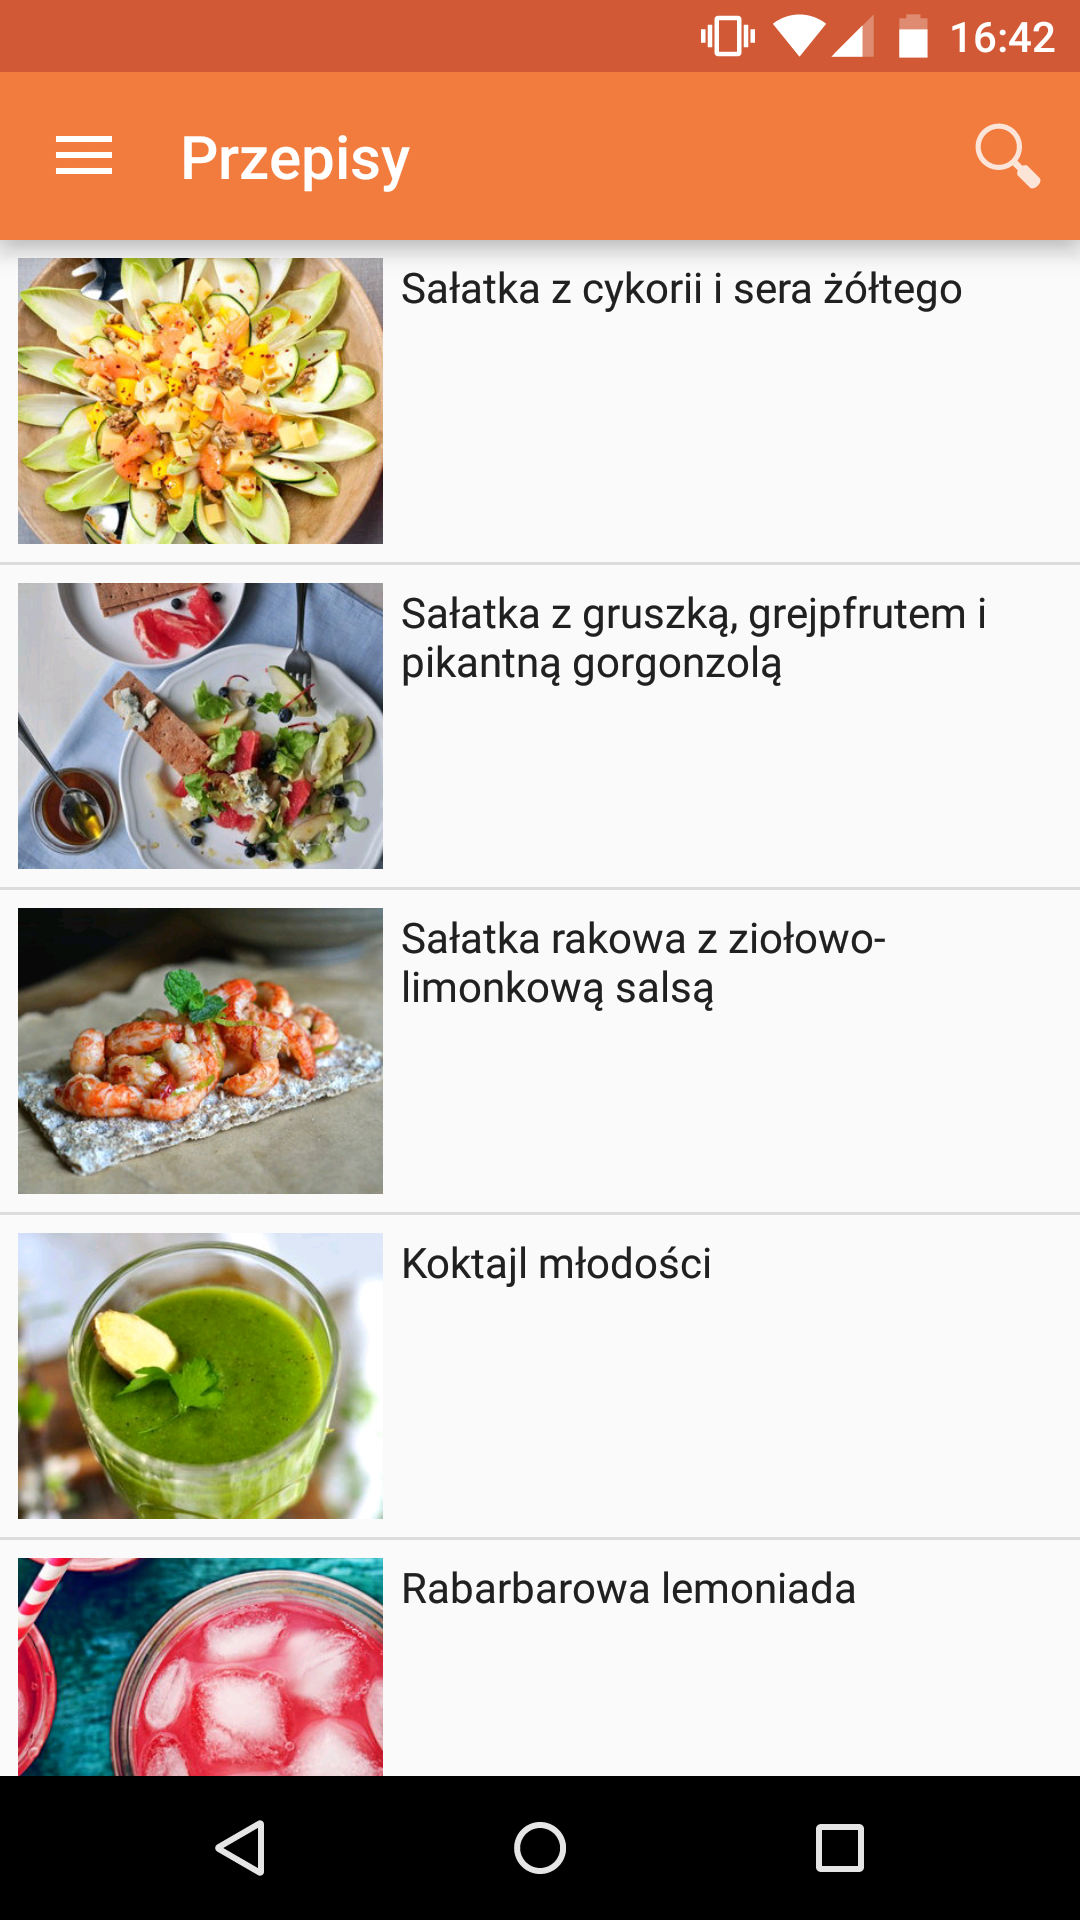 16:42
Przepisy
Sałatka z cykorii i sera żółtego
Sałatka z gruszką, grejpfrutem i
pikantną gorgonzolą
Sałatka rakowa z ziołowo-
limonkową salsą
Koktajl młodości
Rabarbarowa lemoniada